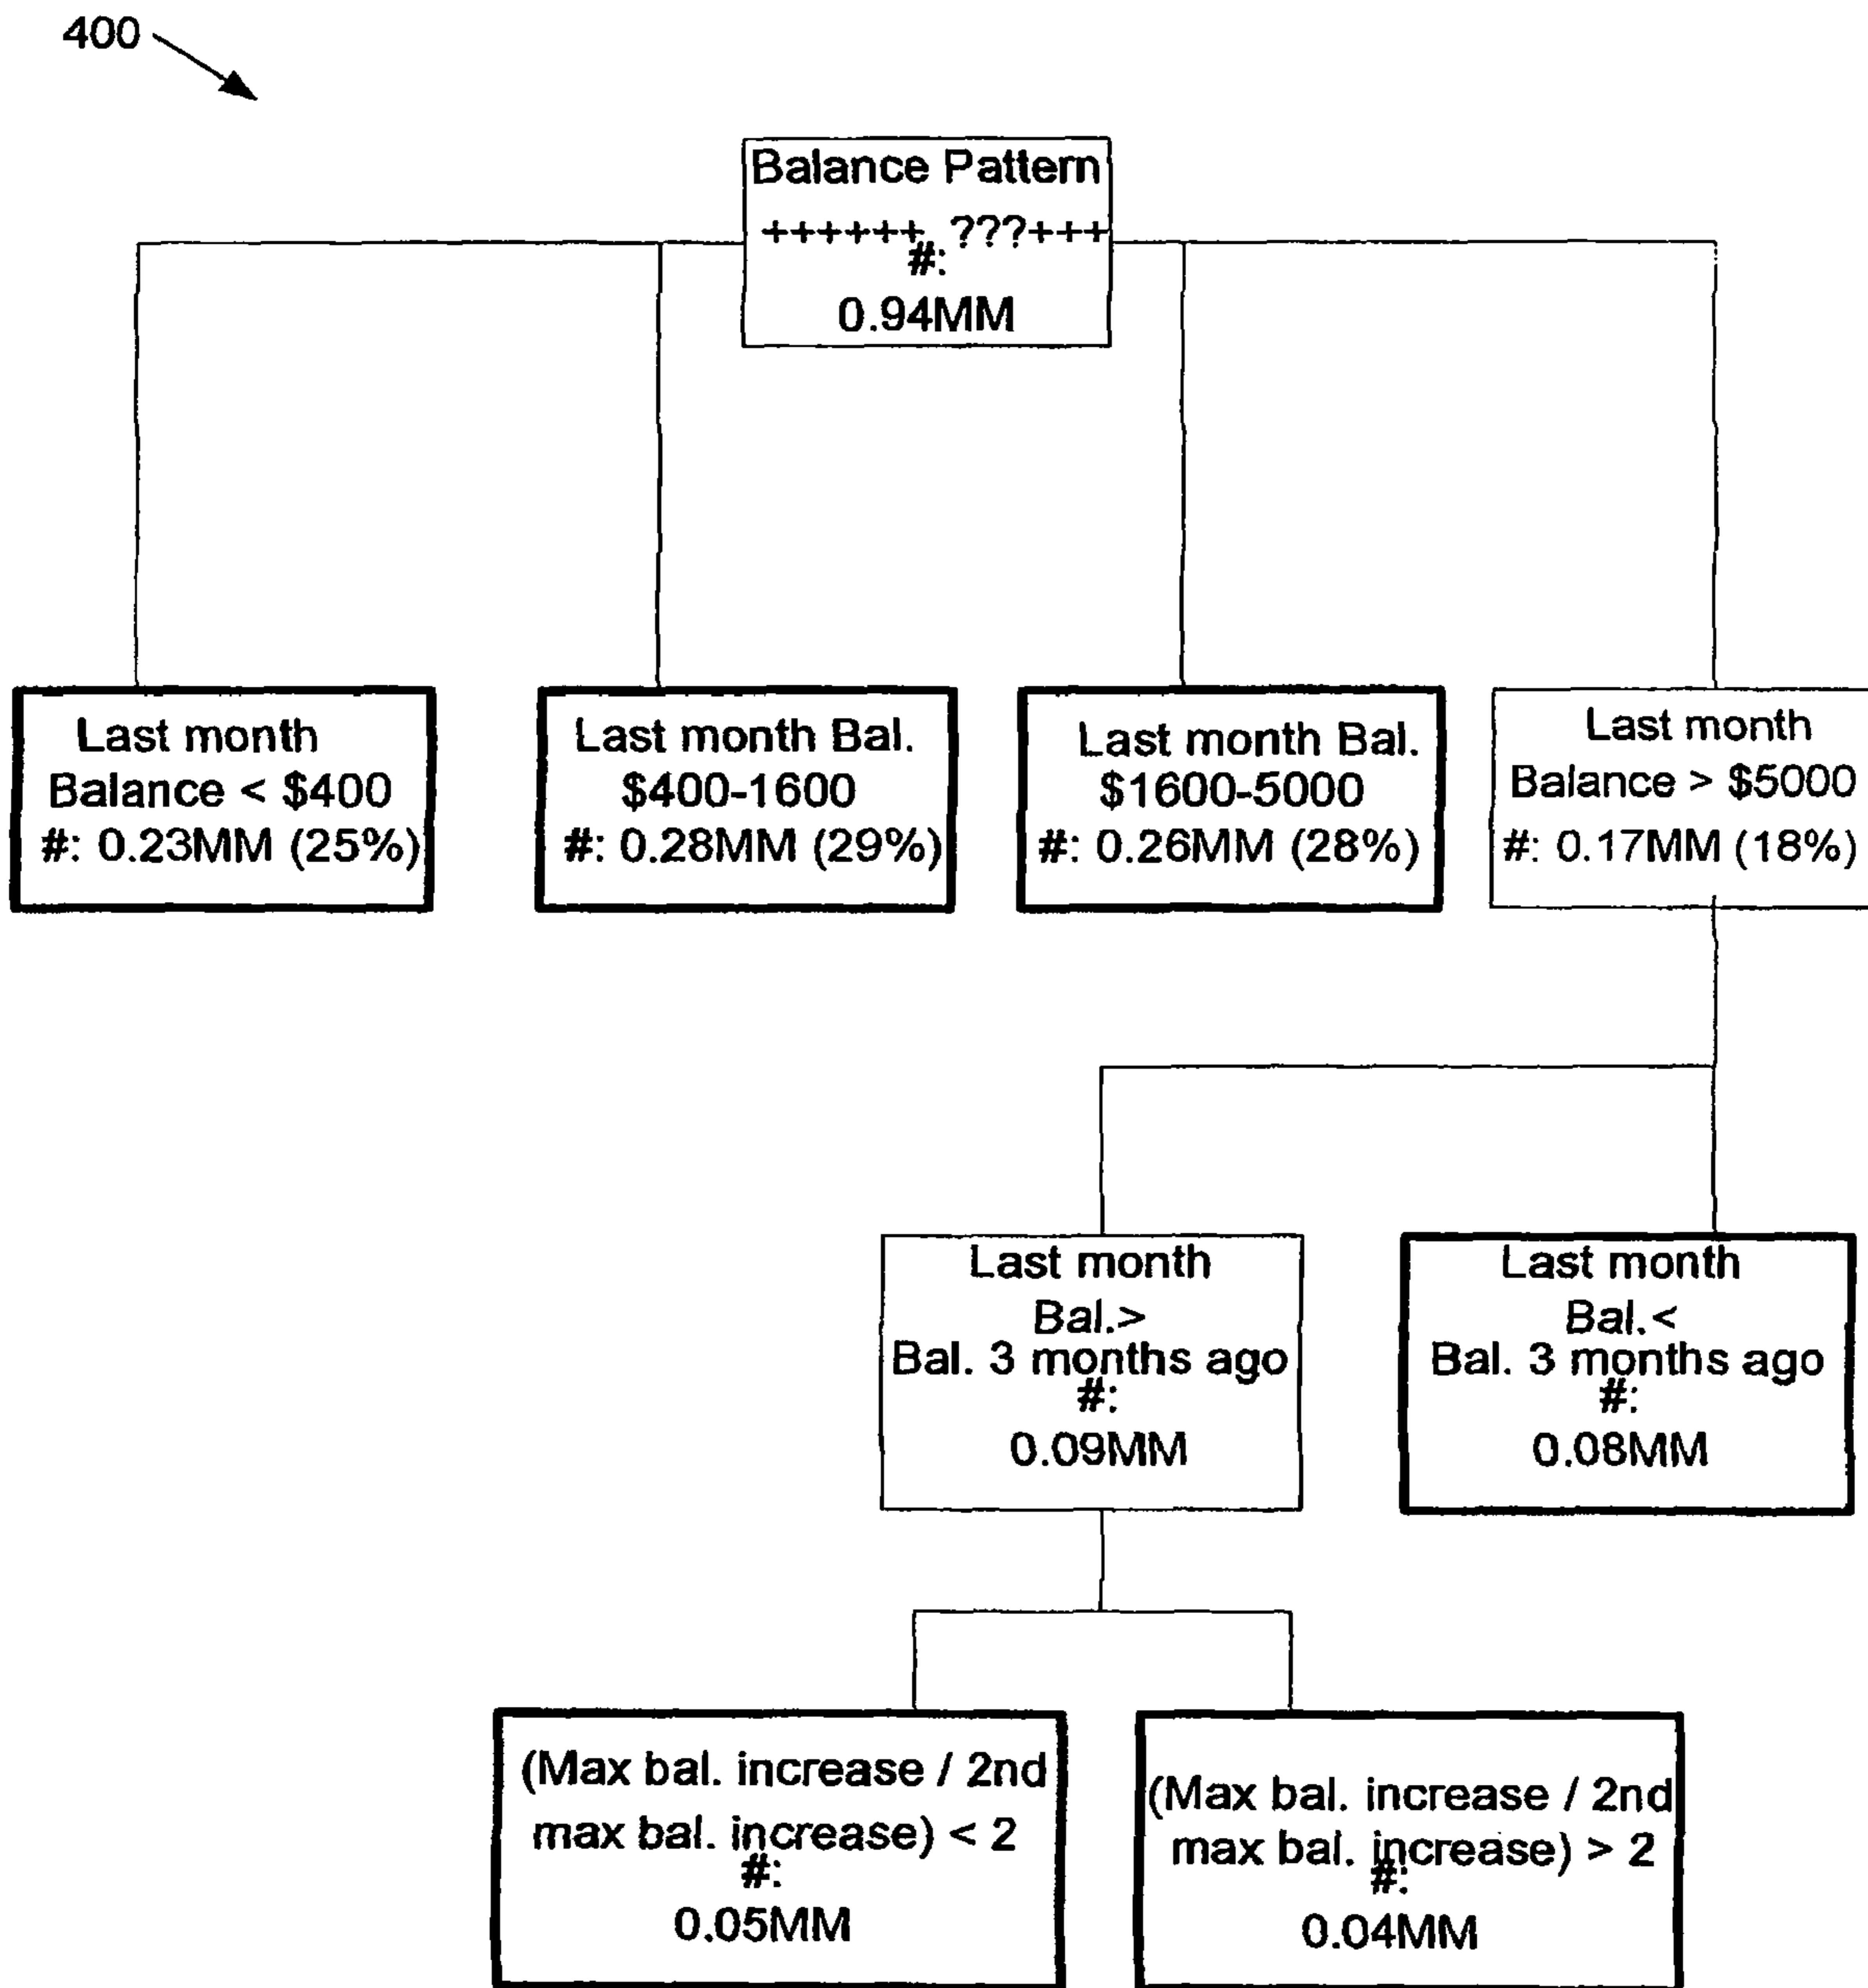 400
Balance Pattern
++++++, ???+++
#:
0.94MM
Last month
Balance < $400
#: 0.23MM (25%)
Last month Bal.
$400-1600
#: 0.28MM (29%)
Last month Bal.
$1600-5000
#: 0.26MM (28%)
Last month
Balance > $5000
#: 0.17MM (18%)
Last month
Bal.>
Bal. 3 months ago
#:
0.09MM
Last month
Bal.<
Bal. 3 months ago
#:
0.08MM
(Max bal. increase / 2nd
max bal. increase) < 2
#:
0.05MM
(Max bal. increase / 2nd
max bal. increase) > 2
#:
0.04MM